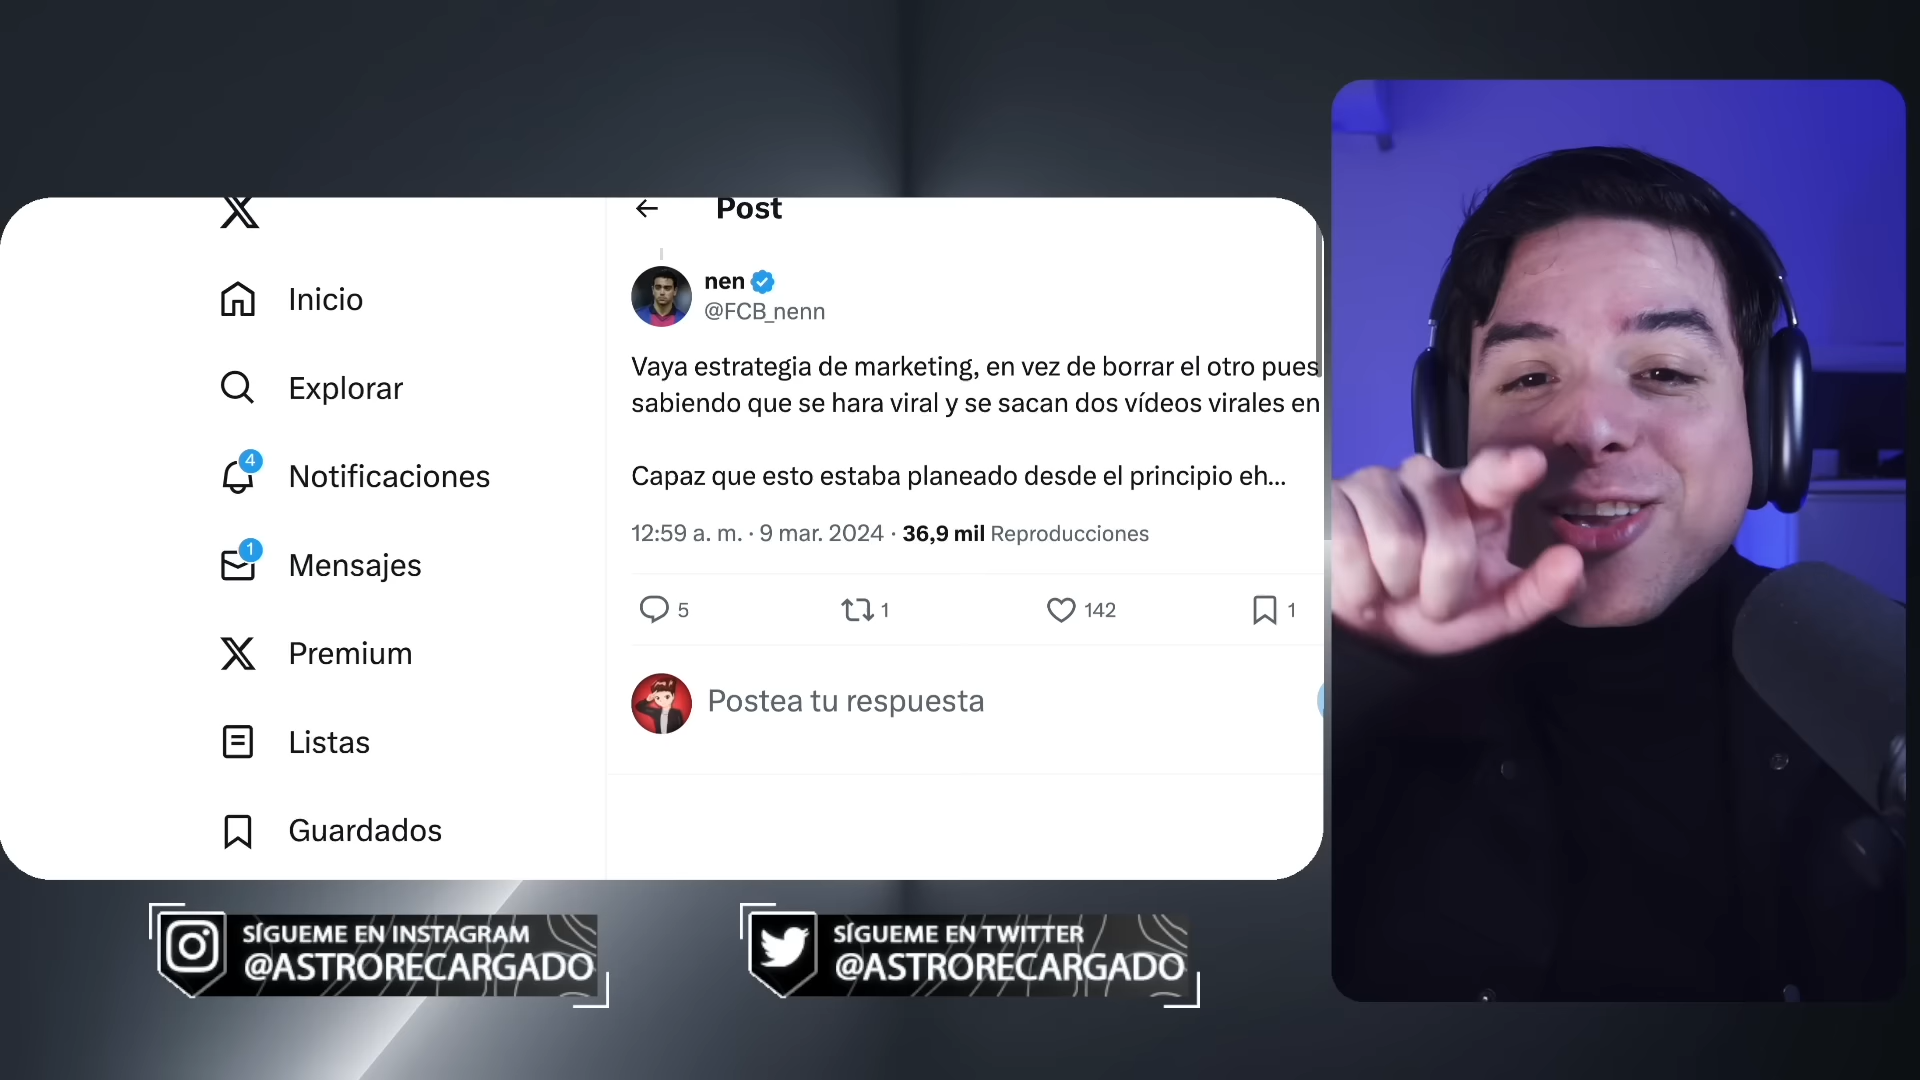 Post
Inicio
Explorar
4
Notificaciones
1
Mensajes
Premium
Listas
Guardados
nen
@FCB_nenn
Vaya estrategia de marketing, en vez de borrar el otro pues
sabiendo que se hara viral y se sacan dos vídeos virales en
Capaz que esto estaba planeado desde el principio eh...
12:59 a. m. · 9 mar. 2024 · 36,9 mil Reproducciones
5 1 142 1
Postea tu respuesta
SÍGUEME EN INSTAGRAM
@ASTRORECARGADO
SÍGUEME EN TWITTER
@ASTRORECARGADO